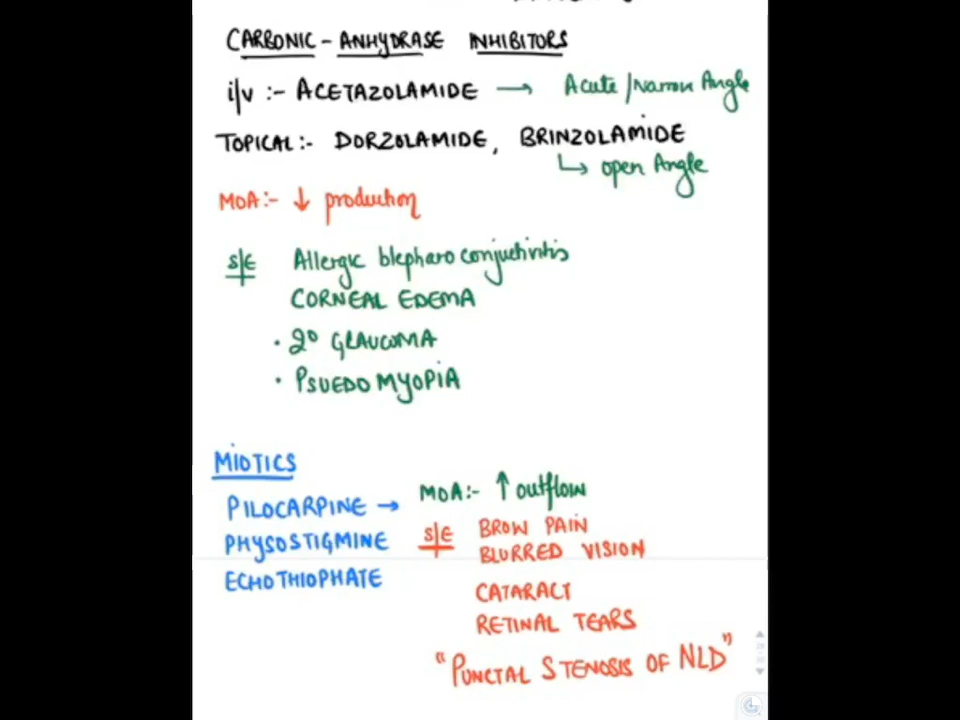 CARBONIC - ANHYDRASE INHIBITORS
i/v :- ACETAZOLAMIDE → Acute /Narrow Angle
TOPICAL :- DORZOLAMIDE, BRINZOLAMIDE
↳ open Angle
MOA:- ↓ production
S/E Allergic blepharo conjuctivitis
CORNEAL EDEMA
• 2° GLAUCOMA
• PSUEDO MYOPIA
MIOTICS
PILOCARPINE → MOA:- ↑ outflow
PHYSOSTIGMINE S/E BROW PAIN
BLURRED VISION
ECHOTHIOPHATE CATARACT
RETINAL TEARS
"PUNCTAL STENOSIS OF NLD"